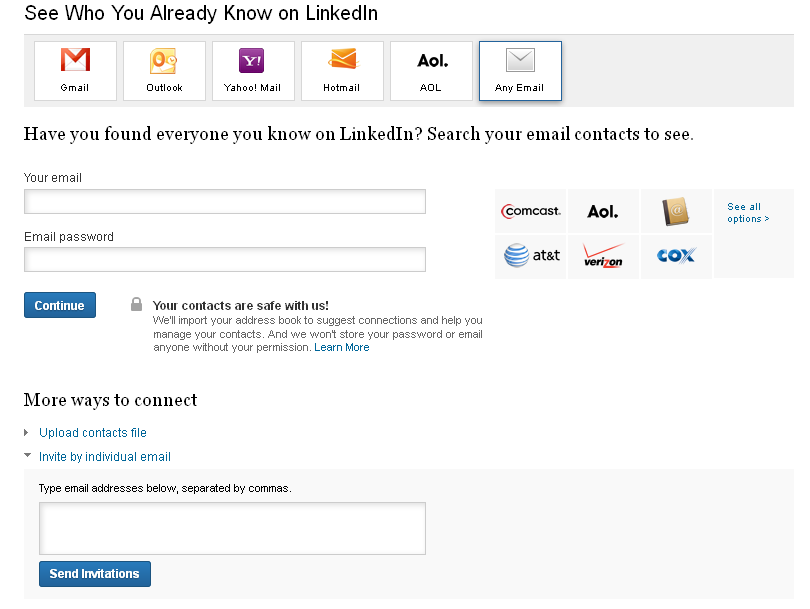 See Who You Already Know on LinkedIn
Gmail
Outlook
Y!
Yahoo! Mail
Hotmail
Aol.
AOL
Any Email
Have you found everyone you know on LinkedIn? Search your email contacts to see.
Your email
Email password
Comcast.
Aol.
@
See all
options >
at&t
verizon
COX
Continue
Your contacts are safe with us!
We'll import your address book to suggest connections and help you
manage your contacts. And we won't store your password or email
anyone without your permission. Learn More
More ways to connect
Upload contacts file
Invite by individual email
Type email addresses below, separated by commas.
Send Invitations